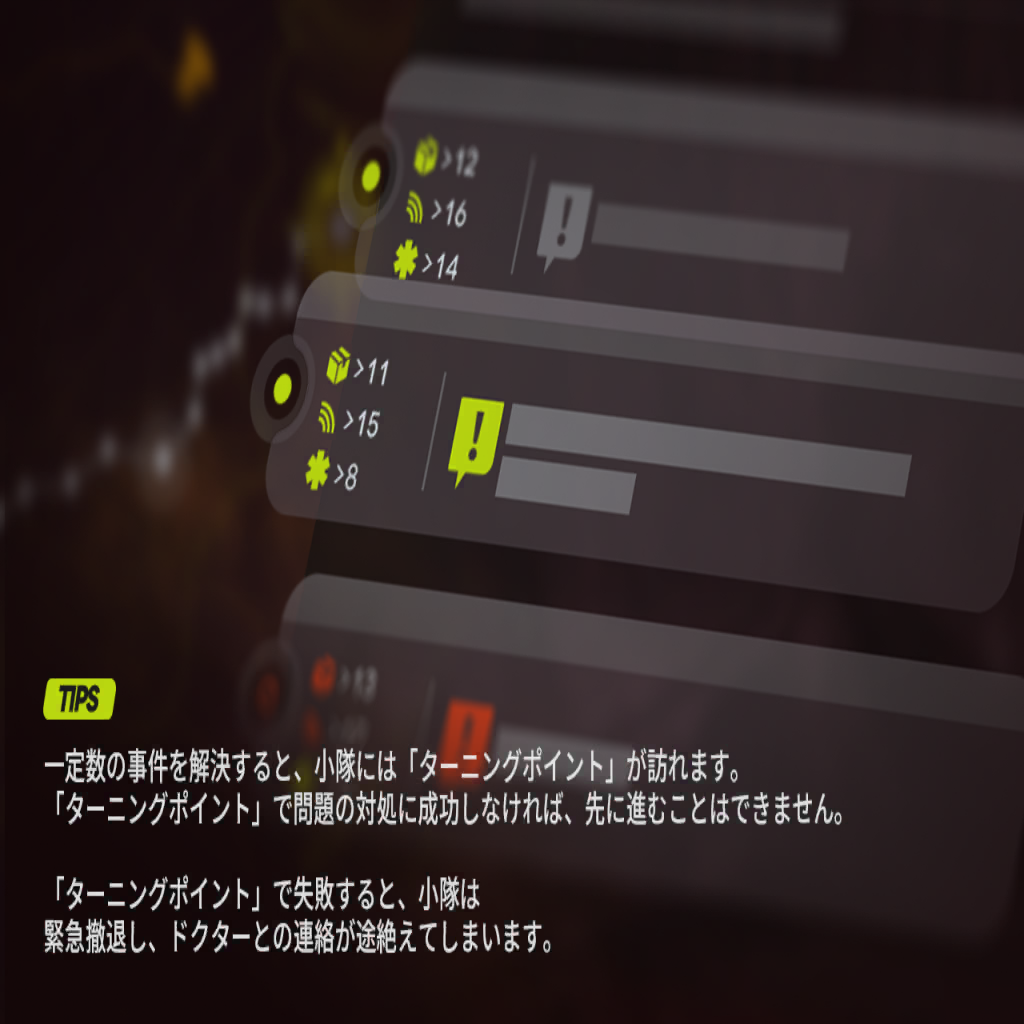 >12
>16
>14
>11
>15
>8
>13
TIPS
一定数の事件を解決すると、小隊には「ターニングポイント」が訪れます。
「ターニングポイント」で問題の対処に成功しなければ、先に進むことはできません。
「ターニングポイント」で失敗すると、小隊は
緊急撤退し、ドクターとの連絡が途絶えてしまいます。